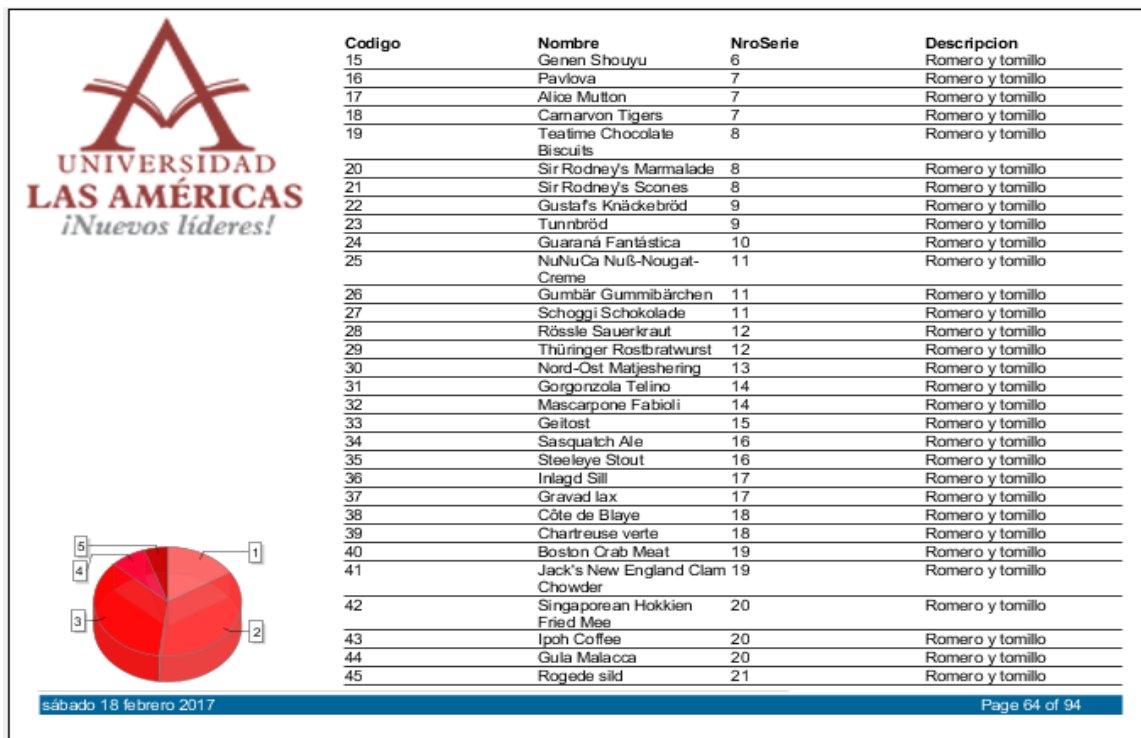 UNIVERSIDAD
LAS AMÉRICAS
¡Nuevos líderes!
Codigo Nombre NroSerie Descripcion
15 Genen Shouyu 6 Romero y tomillo
16 Pavlova 7 Romero y tomillo
17 Alice Mutton 7 Romero y tomillo
18 Carnarvon Tigers 7 Romero y tomillo
19 Teatime Chocolate 8 Romero y tomillo
Biscuits
20 Sir Rodney's Marmalade 8 Romero y tomillo
21 Sir Rodney's Scones 8 Romero y tomillo
22 Gustaf's Knäckebröd 9 Romero y tomillo
23 Tunnbröd 9 Romero y tomillo
24 Guaraná Fantástica 10 Romero y tomillo
25 NuNuCa Nuß-Nougat- 11 Romero y tomillo
Creme
26 Gumbär Gummibärchen 11 Romero y tomillo
27 Schoggi Schokolade 11 Romero y tomillo
28 Rössle Sauerkraut 12 Romero y tomillo
29 Thüringer Rostbratwurst 12 Romero y tomillo
30 Nord-Ost Matjeshering 13 Romero y tomillo
31 Gorgonzola Telino 14 Romero y tomillo
32 Mascarpone Fabioli 14 Romero y tomillo
33 Geitost 15 Romero y tomillo
34 Sasquatch Ale 16 Romero y tomillo
35 Steeleye Stout 16 Romero y tomillo
36 Inlagd Sill 17 Romero y tomillo
37 Gravad lax 17 Romero y tomillo
38 Côte de Blaye 18 Romero y tomillo
39 Chartreuse verte 18 Romero y tomillo
40 Boston Crab Meat 19 Romero y tomillo
41 Jack's New England Clam 19 Romero y tomillo
Chowder
42 Singaporean Hokkien 20 Romero y tomillo
Fried Mee
43 Ipoh Coffee 20 Romero y tomillo
44 Gula Malacca 20 Romero y tomillo
45 Rogede sild 21 Romero y tomillo
5
1
4
3
2
sábado 18 febrero 2017 Page 64 of 94